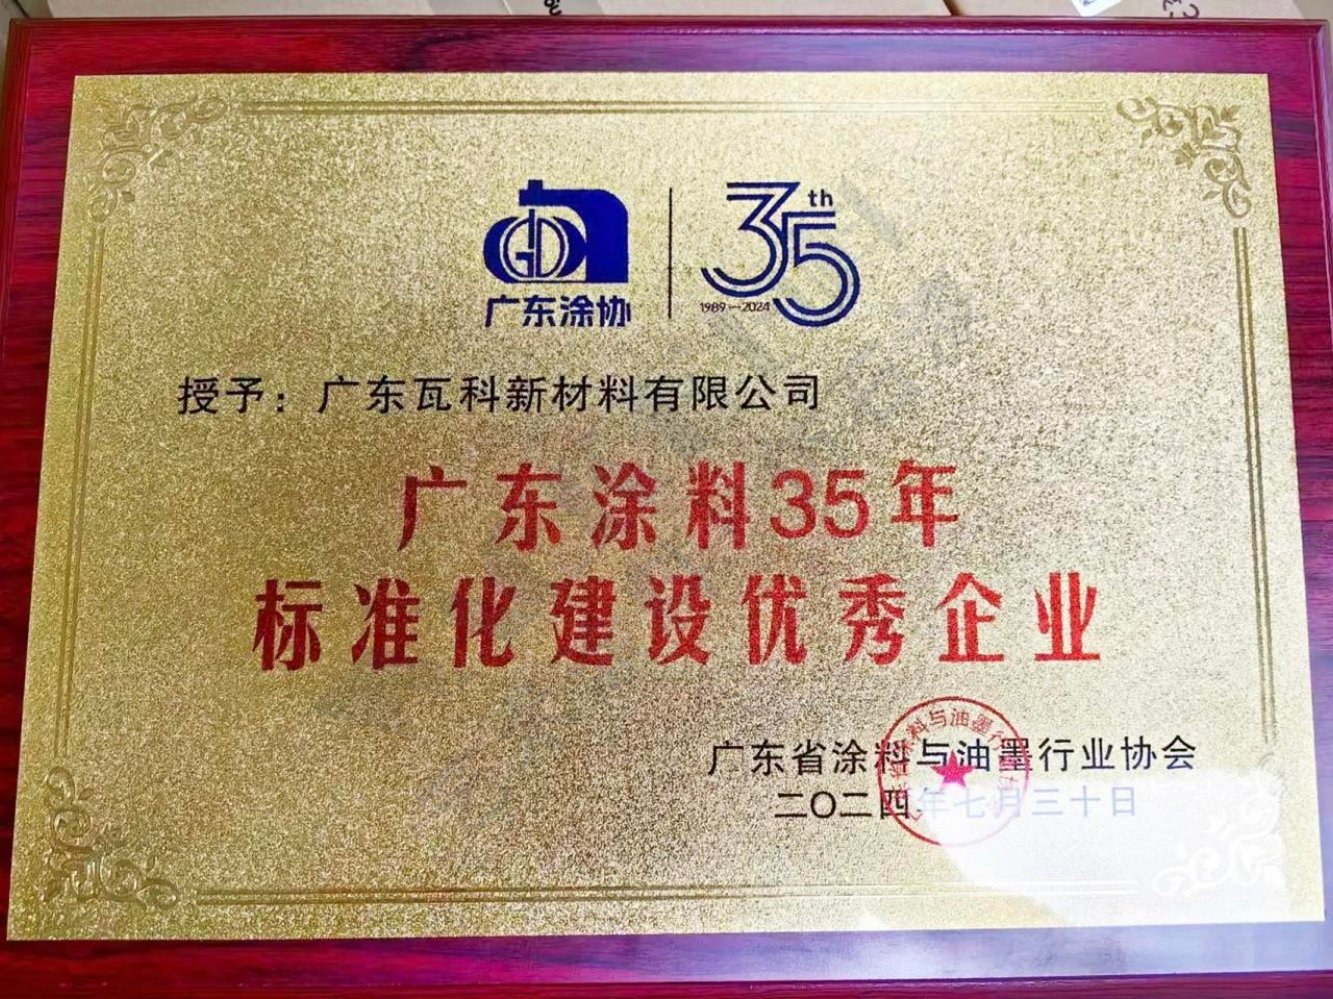 GD
35th
广东涂协
1989—2024
授予：广东瓦科新材料有限公司
广东涂料35年
标准化建设优秀企业
广东省涂料与油墨行业协会
二〇二四年七月三十日